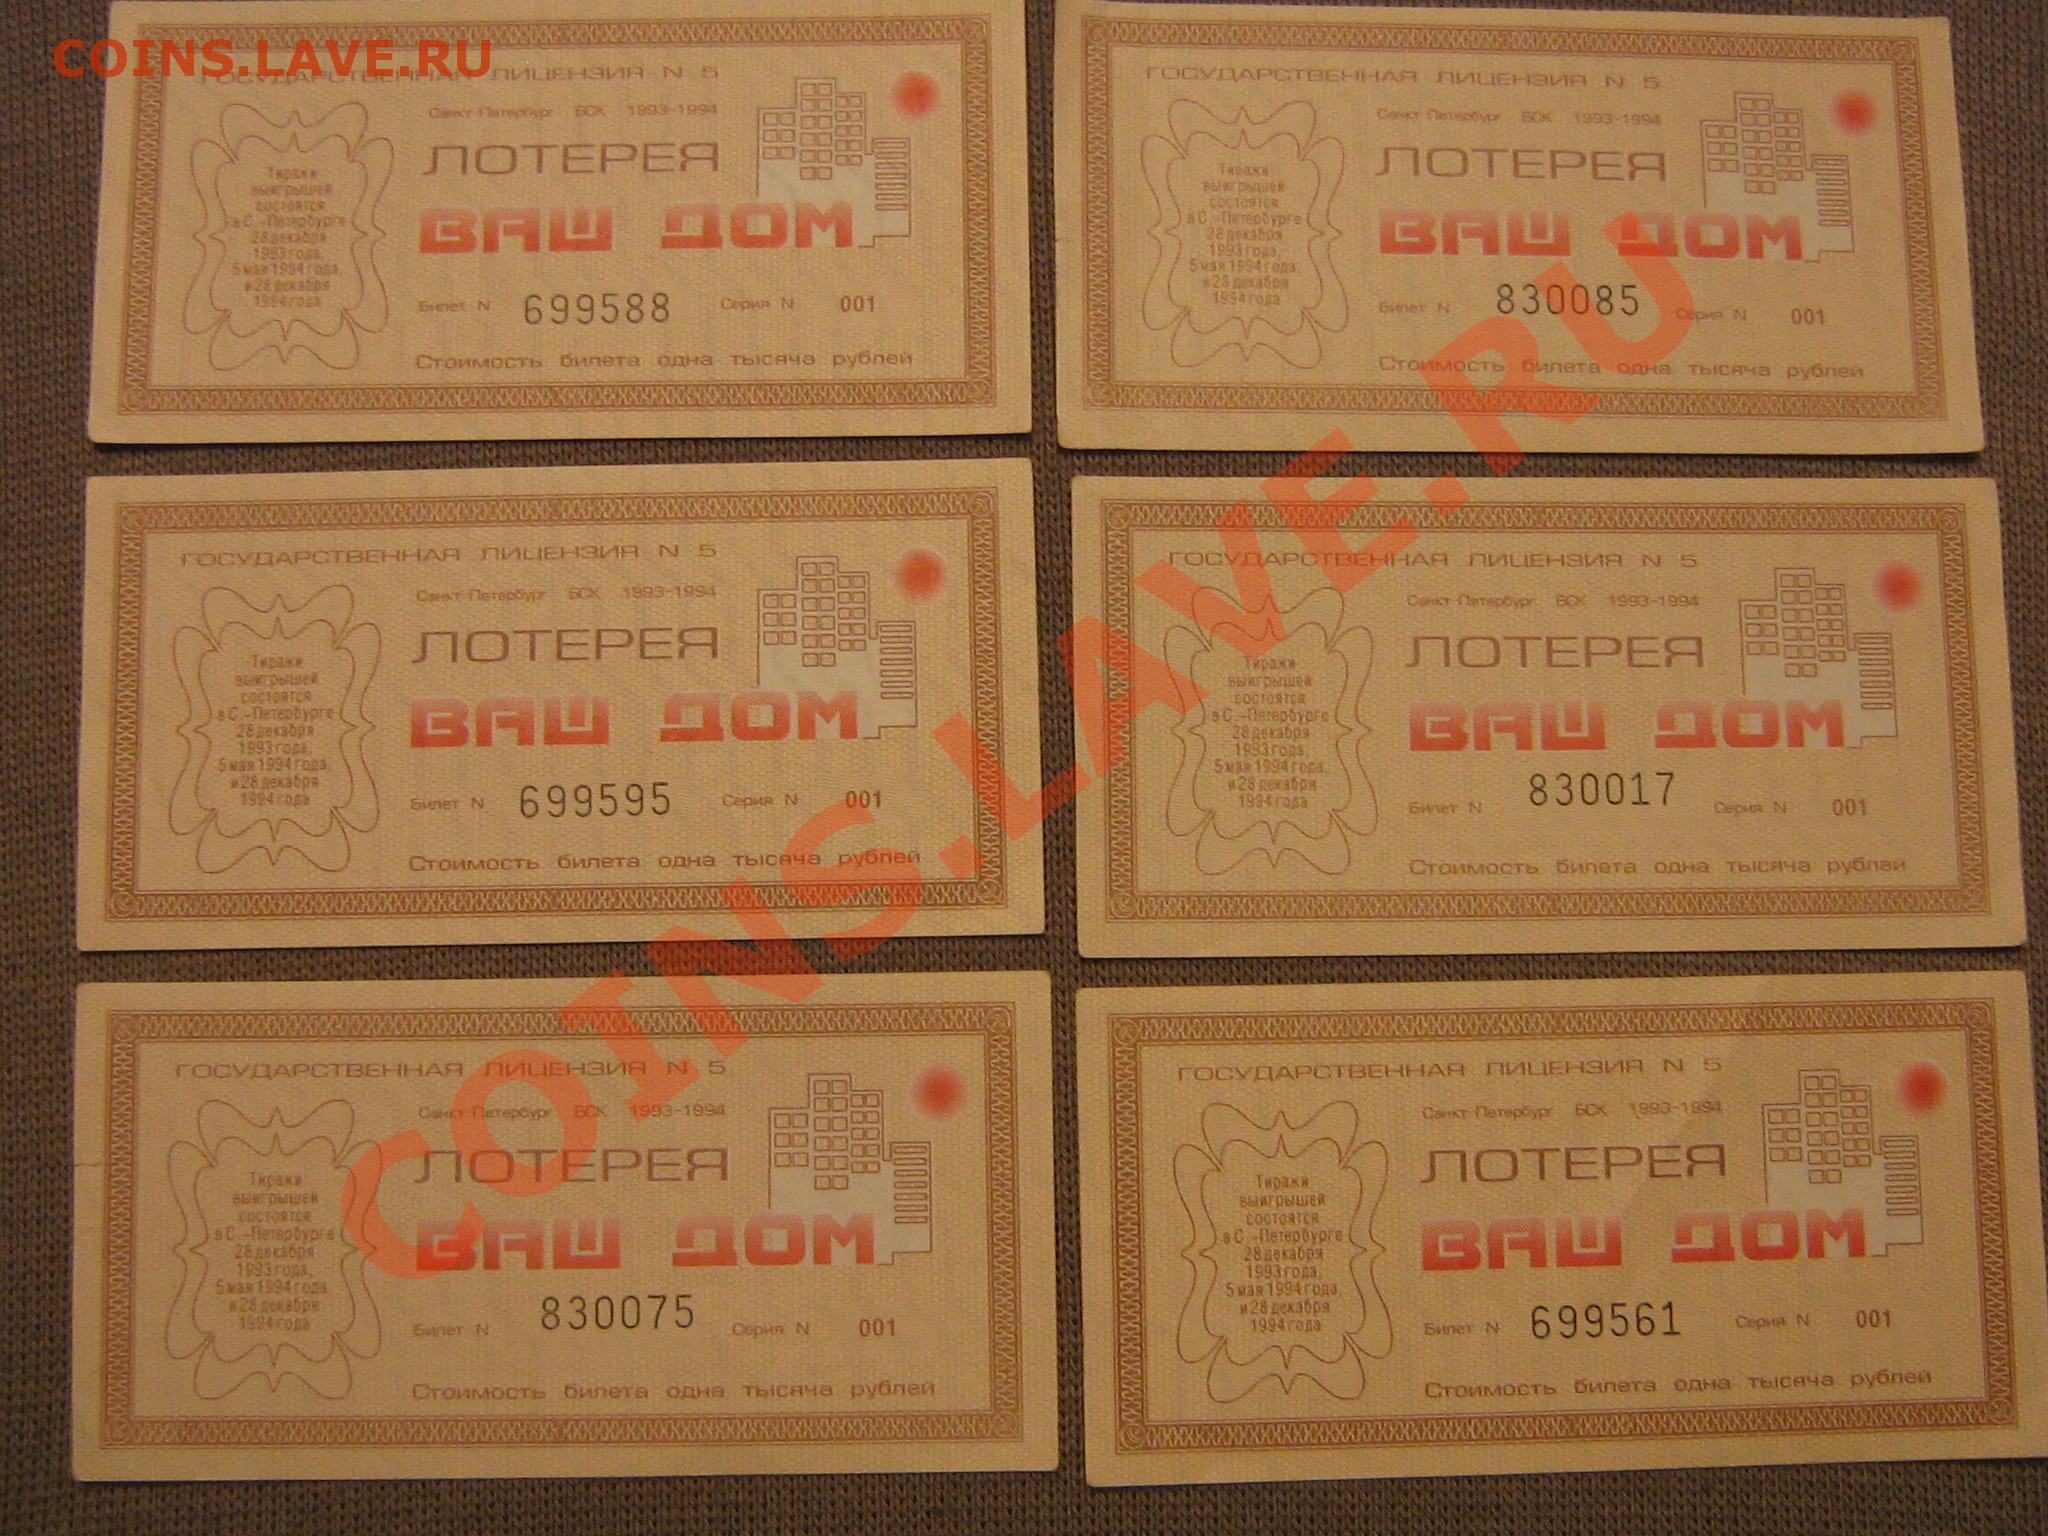 COINS.LAVE.RU
ГОСУДАРСТВЕННАЯ ЛИЦЕНЗИЯ N 5
Санкт-Петербург БСК 1993-1994
ЛОТЕРЕЯ
ВАШ ДОМ
Тиражи
выигрышей
состоятся
в С.-Петербурге
28 декабря
1993 года,
5 мая 1994 года,
и 28 декабря
1994 года
Билет N 699588 Серия N 001
Стоимость билета одна тысяча рублей
ГОСУДАРСТВЕННАЯ ЛИЦЕНЗИЯ N 5
Санкт-Петербург БСК 1993-1994
ЛОТЕРЕЯ
ВАШ ДОМ
Тиражи
выигрышей
состоятся
в С.-Петербурге
28 декабря
1993 года,
5 мая 1994 года,
и 28 декабря
1994 года
Билет N 830085 Серия N 001
Стоимость билета одна тысяча рублей
ГОСУДАРСТВЕННАЯ ЛИЦЕНЗИЯ N 5
Санкт-Петербург БСК 1993-1994
ЛОТЕРЕЯ
ВАШ ДОМ
Тиражи
выигрышей
состоятся
в С.-Петербурге
28 декабря
1993 года,
5 мая 1994 года,
и 28 декабря
1994 года
Билет N 699595 Серия N 001
Стоимость билета одна тысяча рублей
ГОСУДАРСТВЕННАЯ ЛИЦЕНЗИЯ N 5
Санкт-Петербург БСК 1993-1994
ЛОТЕРЕЯ
ВАШ ДОМ
Тиражи
выигрышей
состоятся
в С.-Петербурге
28 декабря
1993 года,
5 мая 1994 года,
и 28 декабря
1994 года
Билет N 830017 Серия N 001
Стоимость билета одна тысяча рублей
ГОСУДАРСТВЕННАЯ ЛИЦЕНЗИЯ N 5
Санкт-Петербург БСК 1993-1994
ЛОТЕРЕЯ
ВАШ ДОМ
Тиражи
выигрышей
состоятся
в С.-Петербурге
28 декабря
1993 года,
5 мая 1994 года,
и 28 декабря
1994 года
Билет N 830075 Серия N 001
Стоимость билета одна тысяча рублей
ГОСУДАРСТВЕННАЯ ЛИЦЕНЗИЯ N 5
Санкт-Петербург БСК 1993-1994
ЛОТЕРЕЯ
ВАШ ДОМ
Тиражи
выигрышей
состоятся
в С.-Петербурге
28 декабря
1993 года,
5 мая 1994 года,
и 28 декабря
1994 года
Билет N 699561 Серия N 001
Стоимость билета одна тысяча рублей
COINS.LAVE.RU